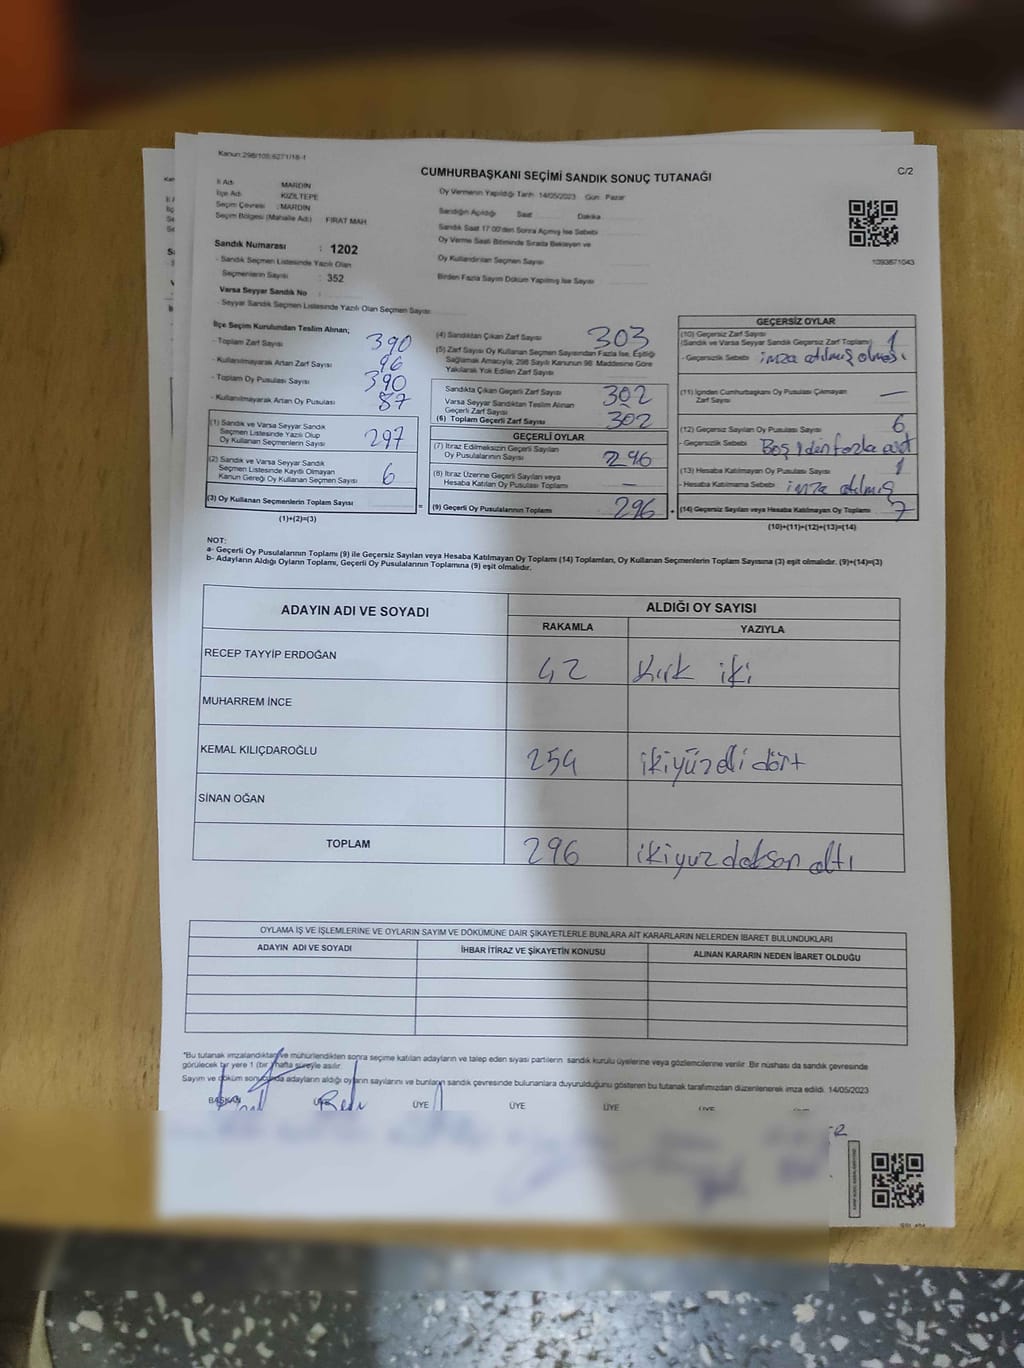 Kanun:298/105;6271/18-1
CUMHURBAŞKANI SEÇİMİ SANDIK SONUÇ TUTANAĞI
C/2
İl Adı : MARDİN
İlçe Adı : KIZILTEPE
Seçim Çevresi : MARDİN
Seçim Bölgesi (Mahalle Adı) FIRAT MAH
Sandık Numarası : 1202
- Sandık Seçmen Listesinde Yazılı Olan
Seçmenlerin Sayısı : 352
Varsa Seyyar Sandık No :
- Seyyar Sandık Seçmen Listesinde Yazılı Olan Seçmen Sayısı
Oy Vermenin Yapıldığı Tarih 14/05/2023 Gün: Pazar
Sandığın Açıldığı Saat Dakika
Sandık Saat 17.00'den Sonra Açılmış İse Sebebi
Oy Verme Saati Bitiminde Sırada Bekleyen ve
Oy Kullandırılan Seçmen Sayısı
Birden Fazla Sayım Döküm Yapılmış İse Sayısı
1093871043
İlçe Seçim Kurulundan Teslim Alınan;
- Toplam Zarf Sayısı 390
- Kullanılmayarak Artan Zarf Sayısı 96
- Toplam Oy Pusulası Sayısı 390
- Kullanılmayarak Artan Oy Pusulası 87
(1) Sandık ve Varsa Seyyar Sandık
Seçmen Listesinde Yazılı Olup
Oy Kullanan Seçmenlerin Sayısı 297
(2) Sandık ve Varsa Seyyar Sandık
Seçmen Listesinde Kayıtlı Olmayan
Kanun Gereği Oy Kullanan Seçmen Sayısı 6
(3) Oy Kullanan Seçmenlerin Toplam Sayısı =
(1)+(2)=(3)
(4) Sandıktan Çıkan Zarf Sayısı 303
(5) Zarf Sayısı Oy Kullanan Seçmen Sayısından Fazla İse, Eşitliği
Sağlamak Amacıyla, 298 Sayılı Kanunun 98. Maddesine Göre
Yakılarak Yok Edilen Zarf Sayısı
Sandıkta Çıkan Geçerli Zarf Sayısı 302
Varsa Seyyar Sandıktan Teslim Alınan
Geçerli Zarf Sayısı
(6) Toplam Geçerli Zarf Sayısı 302
GEÇERLİ OYLAR
(7) İtiraz Edilmeksizin Geçerli Sayılan
Oy Pusulalarının Sayısı 296
(8) İtiraz Üzerine Geçerli Sayılan veya
Hesaba Katılan Oy Pusulası Toplamı —
(9) Geçerli Oy Pusulalarının Toplamı 296 +
GEÇERSİZ OYLAR
(10) Geçersiz Zarf Sayısı
(Sandık ve Varsa Seyyar Sandık Geçersiz Zarf Toplamı) 1
- Geçersizlik Sebebi imza atılmış olması
(11) İçinden Cumhurbaşkanı Oy Pusulası Çıkmayan
Zarf Sayısı —
(12) Geçersiz Sayılan Oy Pusulası Sayısı 6
- Geçersizlik Sebebi Boş 1 den fazla
(13) Hesaba Katılmayan Oy Pusulası Sayısı 1
- Hesaba Katılmama Sebebi imza atılmış
(14) Geçersiz Sayılan veya Hesaba Katılmayan Oy Toplamı 7
(10)+(11)+(12)+(13)=(14)
NOT:
a- Geçerli Oy Pusulalarının Toplamı (9) ile Geçersiz Sayılan veya Hesaba Katılmayan Oy Toplamı (14) Toplamları, Oy Kullanan Seçmenlerin Toplam Sayısına (3) eşit olmalıdır. (9)+(14)=(3)
b- Adayların Aldığı Oyların Toplamı, Geçerli Oy Pusulalarının Toplamına (9) eşit olmalıdır.
ADAYIN ADI VE SOYADI ALDIĞI OY SAYISI
RAKAMLA YAZIYLA
RECEP TAYYİP ERDOĞAN 42 Kırk iki
MUHARREM İNCE
KEMAL KILIÇDAROĞLU 254 ikiyüzelli dört
SİNAN OĞAN
TOPLAM 296 ikiyüz doksan altı
OYLAMA İŞ VE İŞLEMLERİNE VE OYLARIN SAYIM VE DÖKÜMÜNE DAİR ŞİKAYETLERLE BUNLARA AİT KARARLARIN NELERDEN İBARET BULUNDUKLARI
ADAYIN ADI VE SOYADI İHBAR İTİRAZ VE ŞİKAYETİN KONUSU ALINAN KARARIN NEDEN İBARET OLDUĞU
*Bu tutanak imzalandıktan ve mühürlendikten sonra seçime katılan adayların ve talep eden siyasi partilerin sandık kurulu üyelerine veya gözlemcilerine verilir. Bir nüshası da sandık çevresinde
görülecek bir yere 1 (bir) hafta süreyle asılır.
Sayım ve döküm sonucunda adayların aldığı oyların sayılarını ve bunların sandık çevresinde bulunanlara duyurulduğunu gösteren bu tutanak tarafımızdan düzenlenerek imza edildi. 14/05/2023
BAŞKAN ÜYE ÜYE ÜYE ÜYE ÜYE